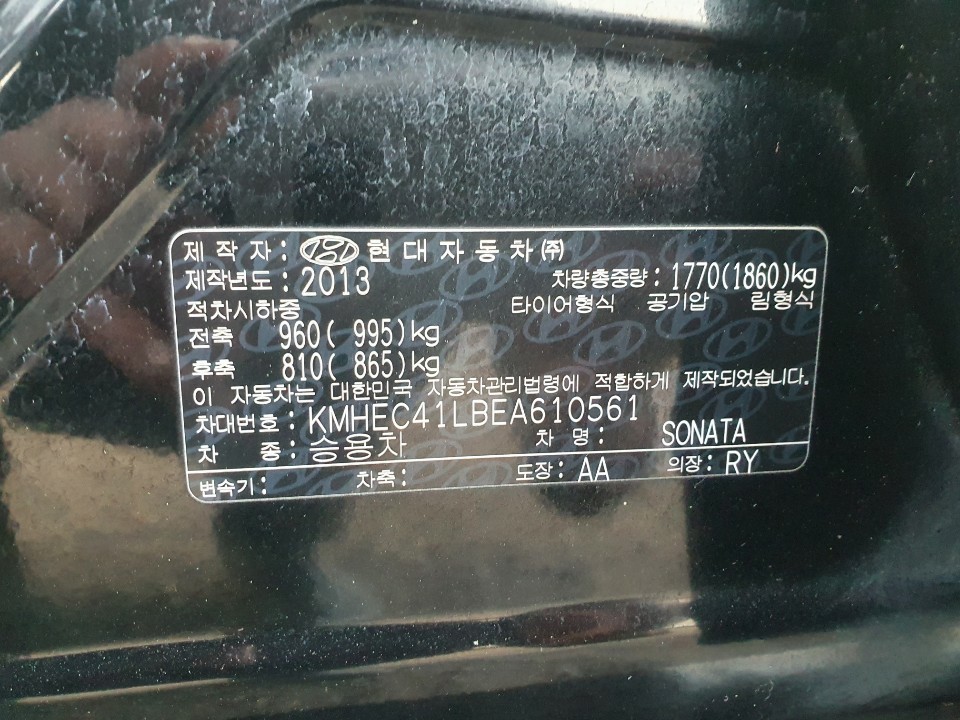 제 작 자 : 현 대 자 동 차 ㈜
제작년도 : 2013 차량총중량 : 1770(1860)kg
적차시하중 타이어형식 공기압 림형식
전축 960( 995)kg
후축 810( 865)kg
이 자동차는 대한민국 자동차관리법령에 적합하게 제작되었습니다.
차대번호 : KMHEC41LBEA610561
차 종 : 승용차 차 명 : SONATA
변속기 : 차축 : 도장 : AA 의장 : RY